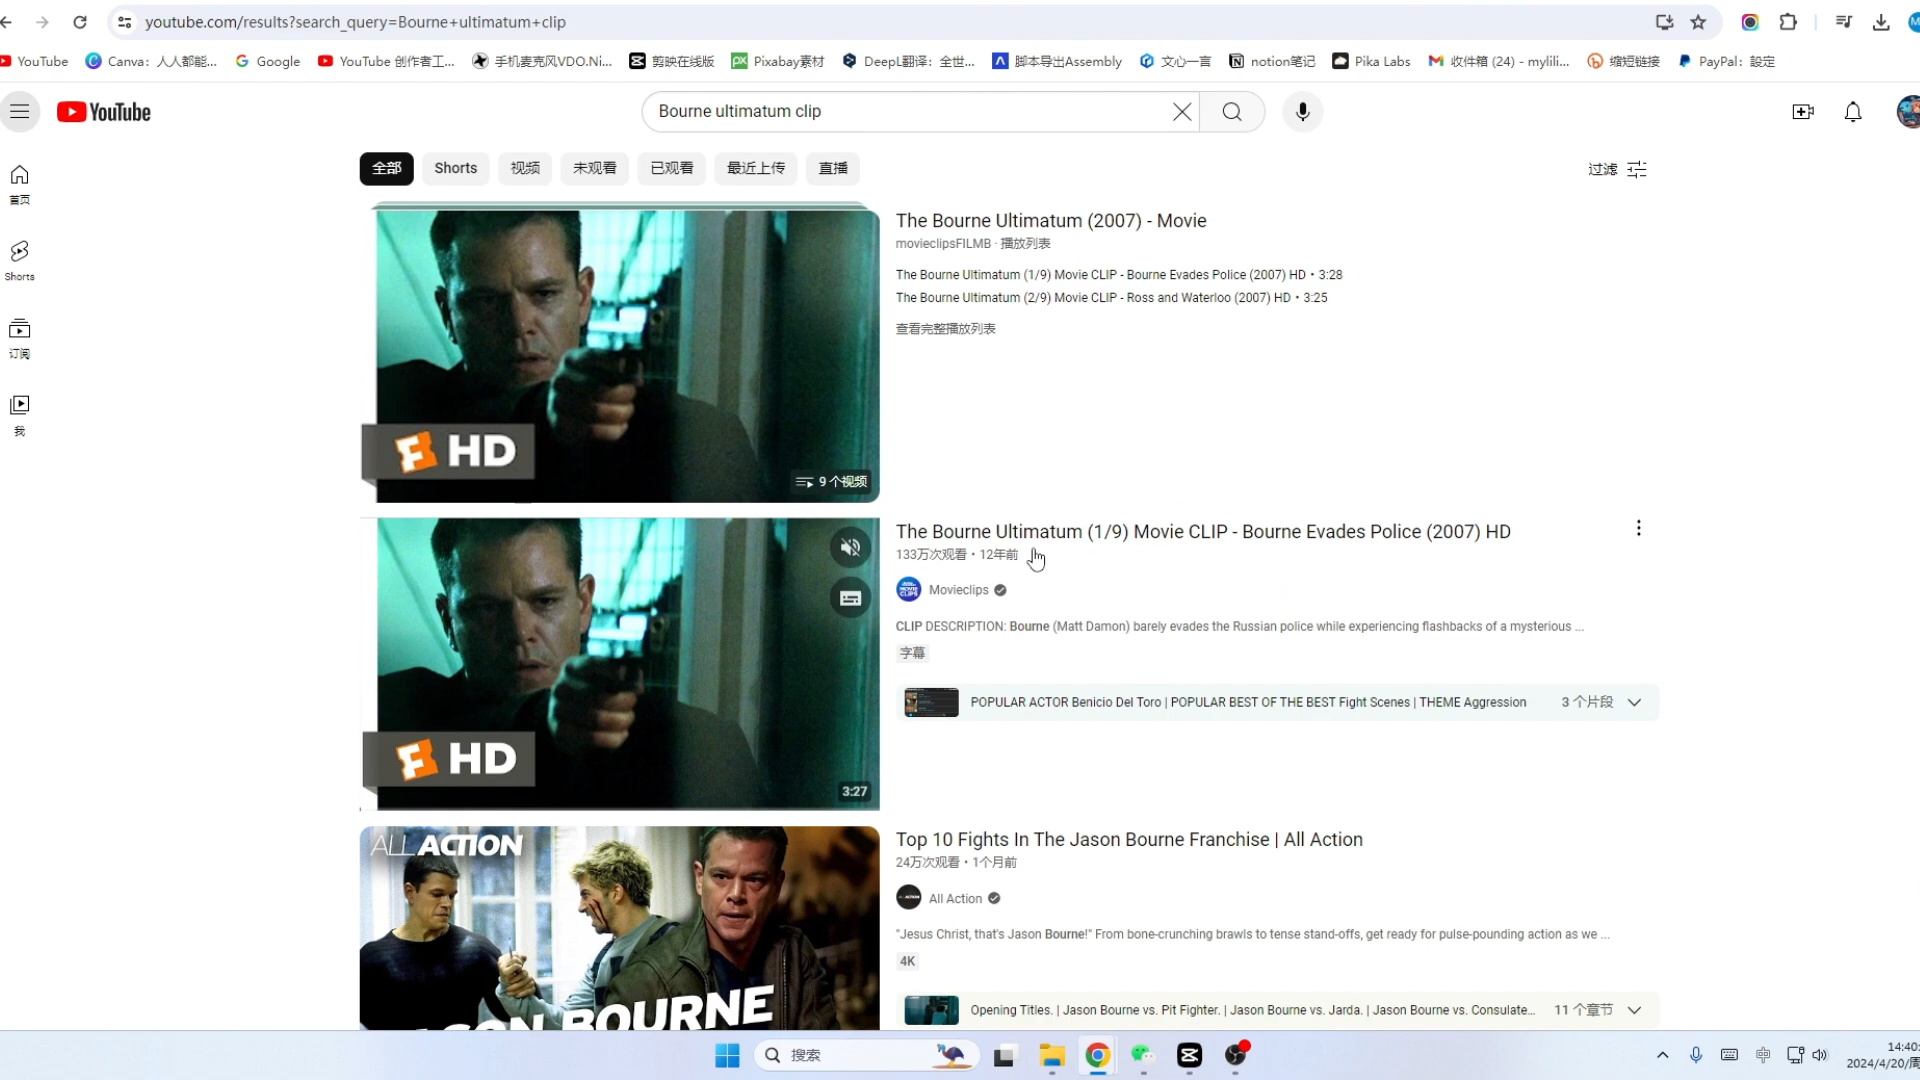 youtube.com/results?search_query=Bourne+ultimatum+clip
YouTube
Canva：人人都能...
Google
YouTube 创作者工...
手机麦克风VDO.Ni...
剪映在线版
Pixabay素材
DeepL翻译：全世...
脚本导出Assembly
文心一言
notion笔记
Pika Labs
收件箱 (24) - mylili...
缩短链接
PayPal：設定
YouTube
Bourne ultimatum clip
全部
Shorts
视频
未观看
已观看
最近上传
直播
过滤
首页
Shorts
订阅
我
HD
9 个视频
The Bourne Ultimatum (2007) - Movie
movieclipsFILMB · 播放列表
The Bourne Ultimatum (1/9) Movie CLIP - Bourne Evades Police (2007) HD • 3:28
The Bourne Ultimatum (2/9) Movie CLIP - Ross and Waterloo (2007) HD • 3:25
查看完整播放列表
HD
3:27
The Bourne Ultimatum (1/9) Movie CLIP - Bourne Evades Police (2007) HD
133万次观看 • 12年前
Movieclips
CLIP DESCRIPTION: Bourne (Matt Damon) barely evades the Russian police while experiencing flashbacks of a mysterious ...
字幕
POPULAR ACTOR Benicio Del Toro | POPULAR BEST OF THE BEST Fight Scenes | THEME Aggression
3 个片段
ALL ACTION
JASON BOURNE
Top 10 Fights In The Jason Bourne Franchise | All Action
24万次观看 • 1个月前
All Action
"Jesus Christ, that's Jason Bourne!" From bone-crunching brawls to tense stand-offs, get ready for pulse-pounding action as we ...
4K
Opening Titles. | Jason Bourne vs. Pit Fighter. | Jason Bourne vs. Jarda. | Jason Bourne vs. Consulate...
11 个章节
搜索
中
14:40:
2024/4/20/周